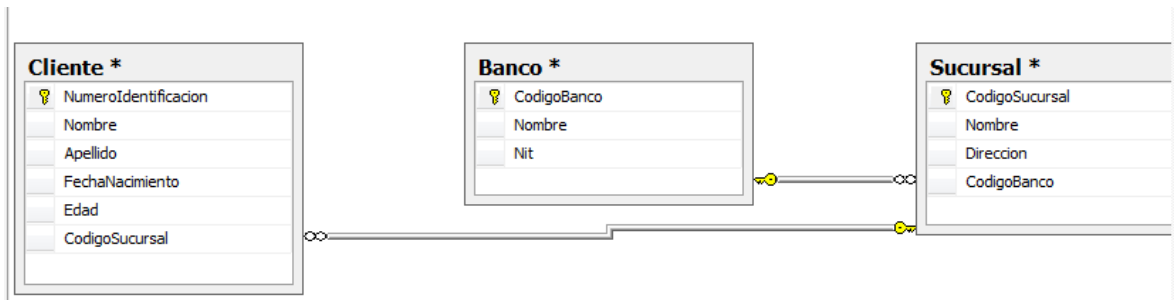 Cliente *
NumeroIdentificacion
Nombre
Apellido
FechaNacimiento
Edad
CodigoSucursal
Banco *
CodigoBanco
Nombre
Nit
Sucursal *
CodigoSucursal
Nombre
Direccion
CodigoBanco